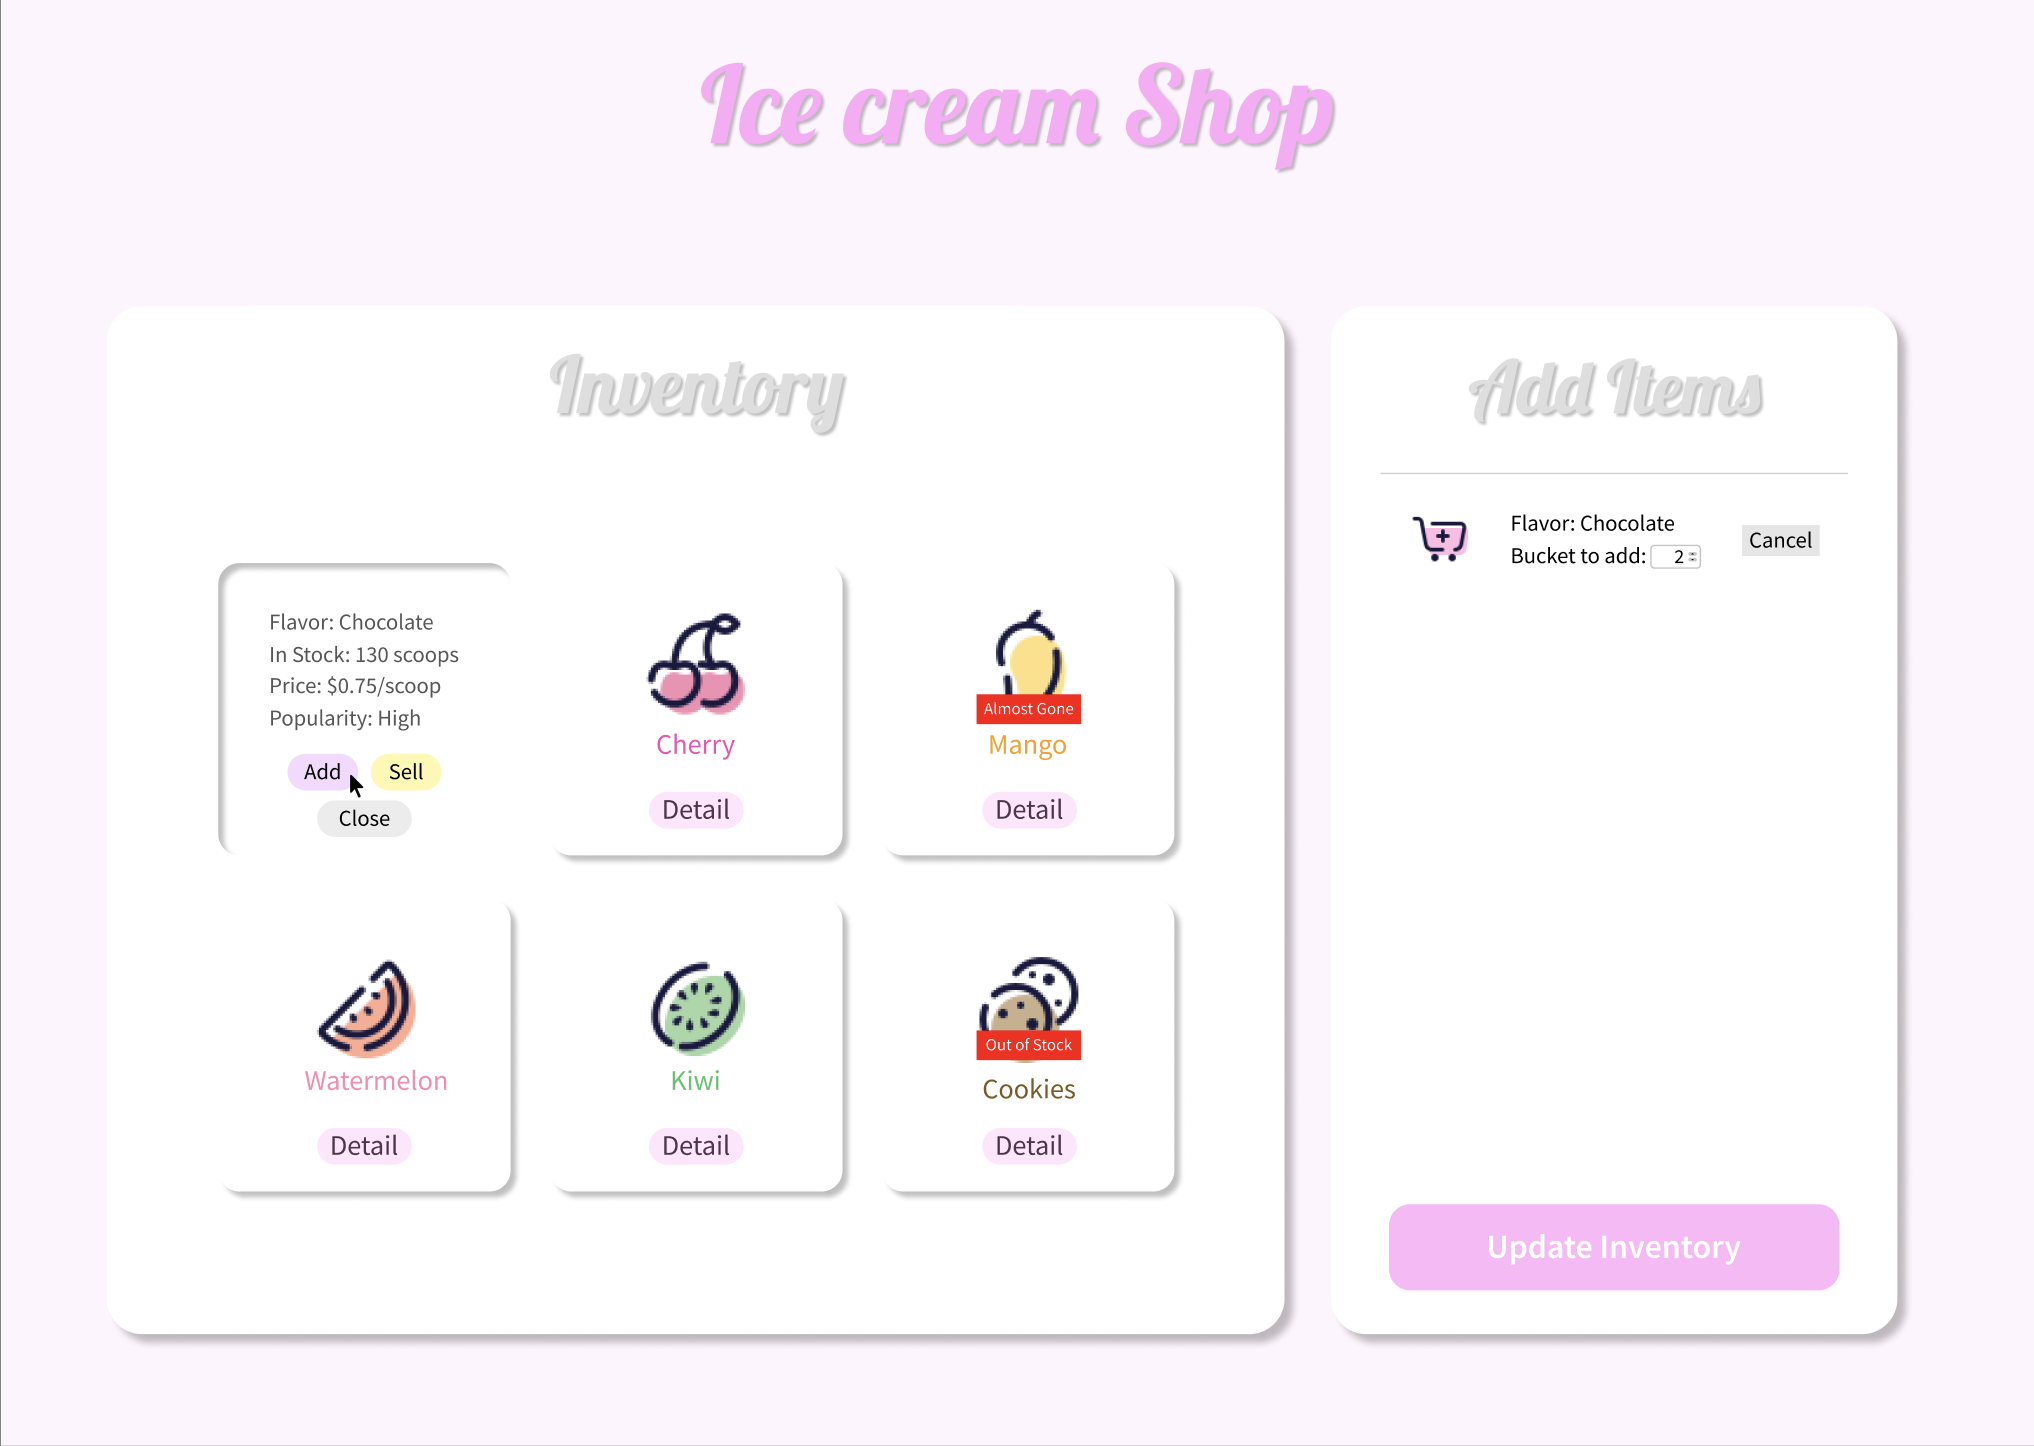 Ice cream Shop
Inventory
Flavor: Chocolate
In Stock: 130 scoops
Price: $0.75/scoop
Popularity: High
Add
Sell
Close
Cherry
Detail
Almost Gone
Mango
Detail
Watermelon
Detail
Kiwi
Detail
Out of Stock
Cookies
Detail
Add Items
Flavor: Chocolate
Bucket to add: 2
Cancel
Update Inventory